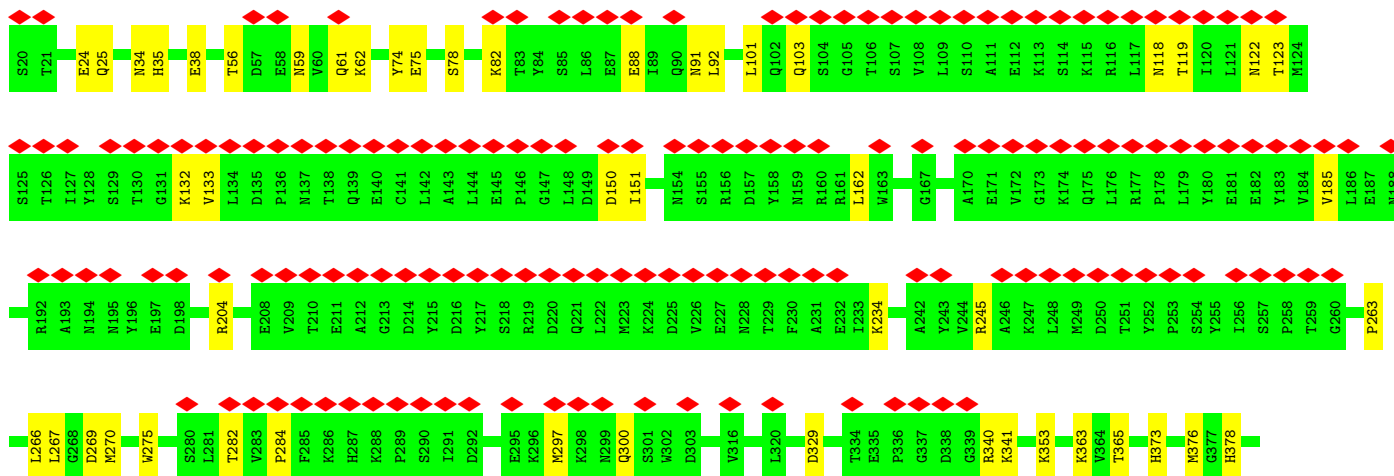 S20 T21 E24 Q25 N34 H35 E38 T56 D57 E58 N59 V60 Q61 K62 Y74 E75 S78 K82 T83 Y84 S85 L86 E87 E88 I89 Q90 N91 L92 L101 Q102 Q103 S104 G105 T106 S107 V108 L109 S110 A111 E112 K113 S114 K115 R116 L117 N118 T119 I120 L121 N122 T123 M124
S125 T126 I127 Y128 S129 T130 G131 K132 V133 L134 D135 P136 N137 T138 Q139 E140 C141 L142 A143 L144 E145 P146 G147 L148 D149 D150 I151 N154 S155 R156 D157 Y158 N159 R160 R161 L162 W163 G167 A170 E171 V172 G173 K174 Q175 L176 R177 P178 L179 Y180 E181 E182 Y183 V184 V185 L186 E187 N188
R192 A193 N194 N195 Y196 E197 D198 R204 E208 V209 T210 E211 A212 G213 D214 Y215 D216 Y217 S218 R219 D220 Q221 L222 M223 K224 D225 V226 E227 N228 T229 F230 A231 E232 I233 K234 A242 Y243 V244 R245 A246 K247 L248 M249 D250 T251 Y252 P253 S254 Y255 I256 S257 P258 T259 G260 P263
L266 L267 G268 D269 M270 W275 S280 L281 T282 V283 P284 F285 K286 H287 K288 P289 S290 I291 D292 E295 K296 M297 K298 N299 Q300 S301 W302 D303 V316 L320 D329 T334 E335 P336 G337 D338 G339 R340 K341 K353 K363 V364 T365 H373 M376 G377 H378